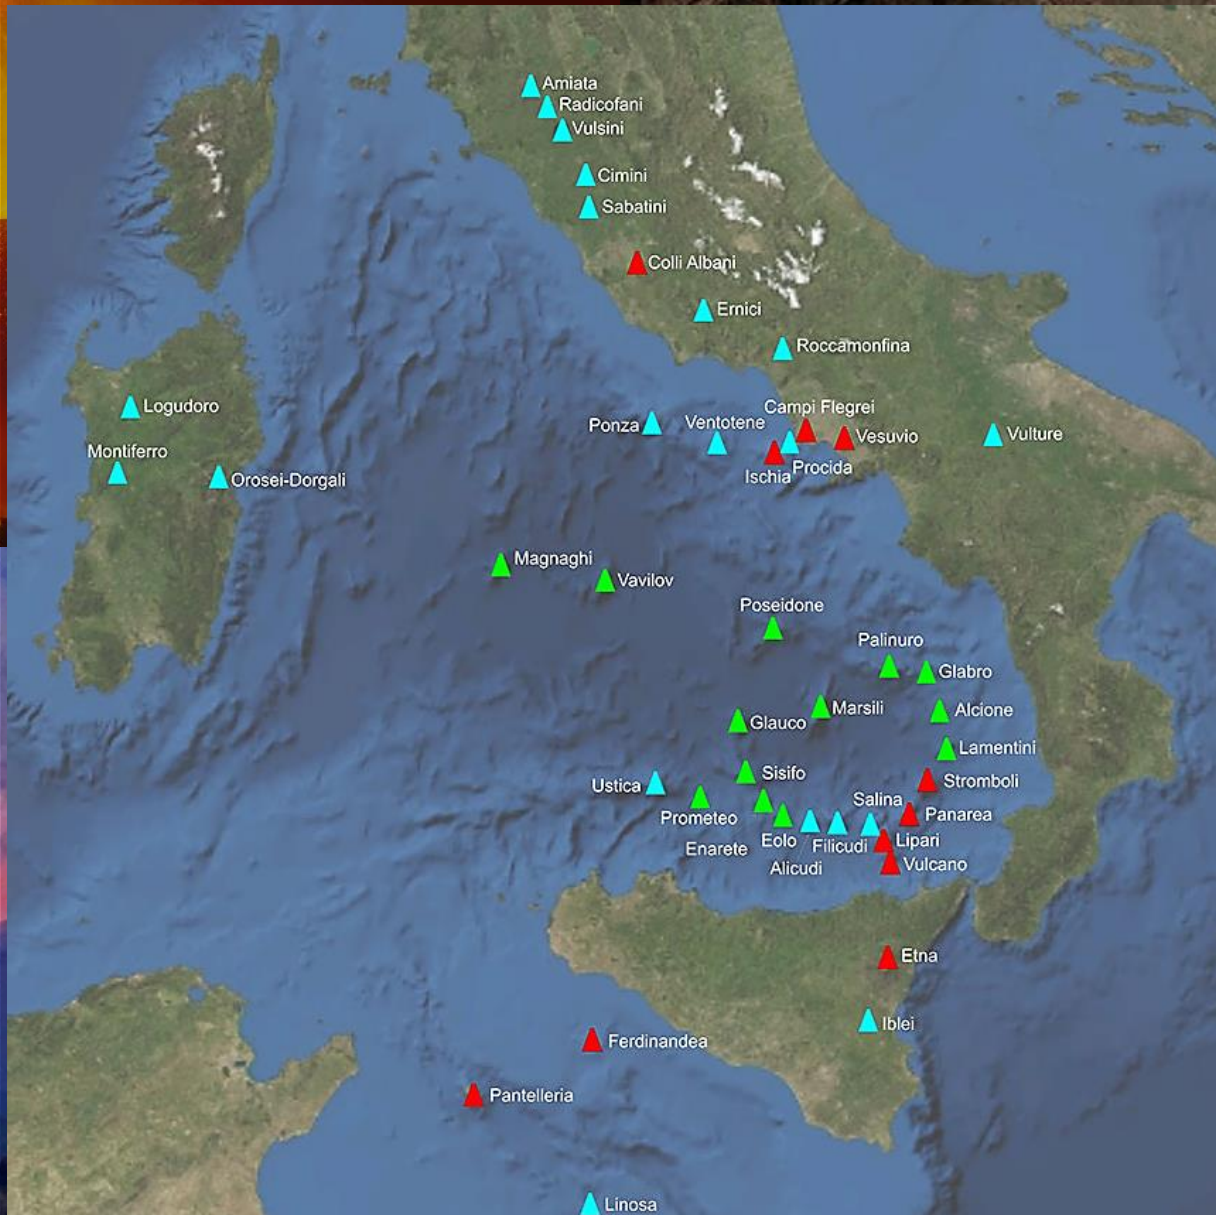 Amiata
Radicofani
Vulsini
Cimini
Sabatini
Colli Albani
Ernici
Roccamonfina
Logudoro
Campi Flegrei
Ponza
Ventotene
Vesuvio
Vulture
Montiferro
Procida
Ischia
Orosei-Dorgali
Magnaghi
Vavilov
Poseidone
Palinuro
Glabro
Marsili
Alcione
Glauco
Lamentini
Sisifo
Stromboli
Ustica
Salina
Prometeo
Panarea
Enarete
Eolo
Filicudi
Lipari
Alicudi
Vulcano
Etna
Iblei
Ferdinandea
Pantelleria
Linosa